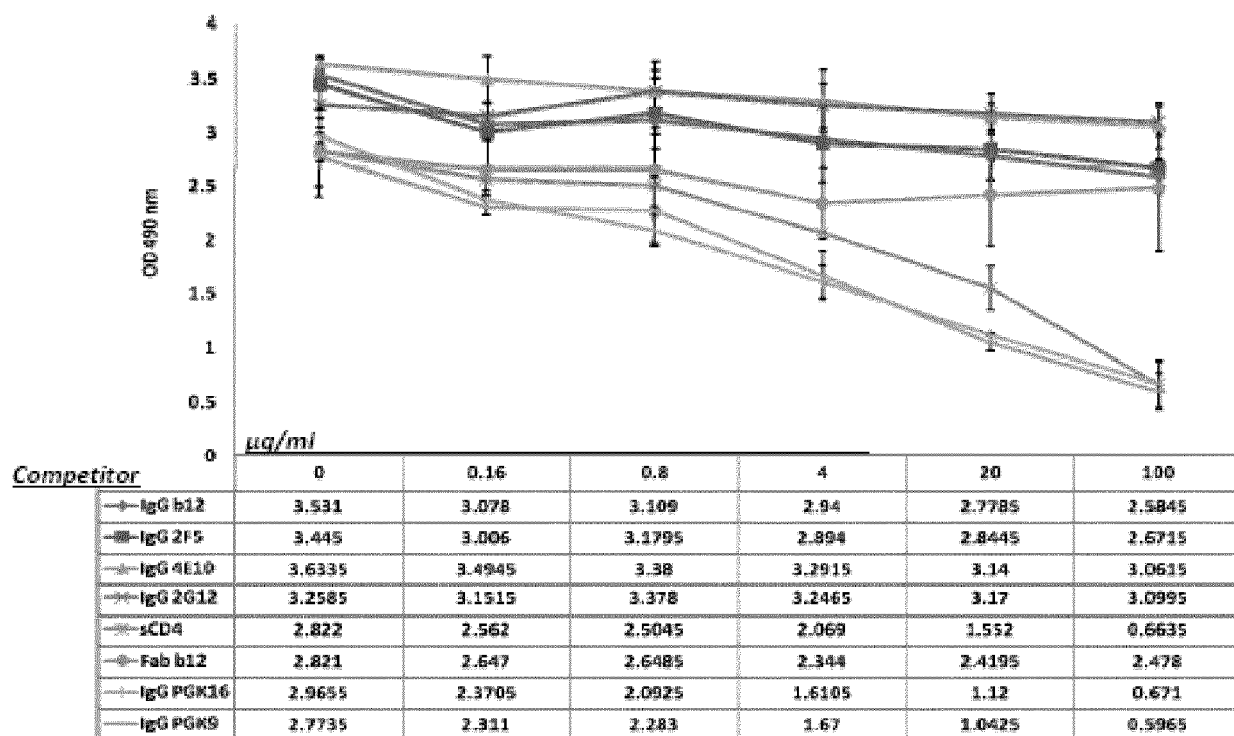 4
3.5
3
2.5
2
1.5
1
0.5
0
OD 490 nm
µg/ml
Competitor 0 0.16 0.8 4 20 100
IgG b12 3.531 3.078 3.109 2.94 2.7785 2.5845
IgG 2F5 3.445 3.006 3.1795 2.894 2.8445 2.6715
IgG 4E10 3.6335 3.4945 3.38 3.2915 3.14 3.0615
IgG 2G12 3.2585 3.1515 3.378 3.2465 3.17 3.0995
sCD4 2.822 2.562 2.5045 2.069 1.552 0.6635
Fab b12 2.821 2.647 2.6485 2.344 2.4195 2.478
IgG PGK16 2.9655 2.3705 2.0925 1.6105 1.12 0.671
IgG PGK9 2.7735 2.311 2.283 1.67 1.0425 0.5965